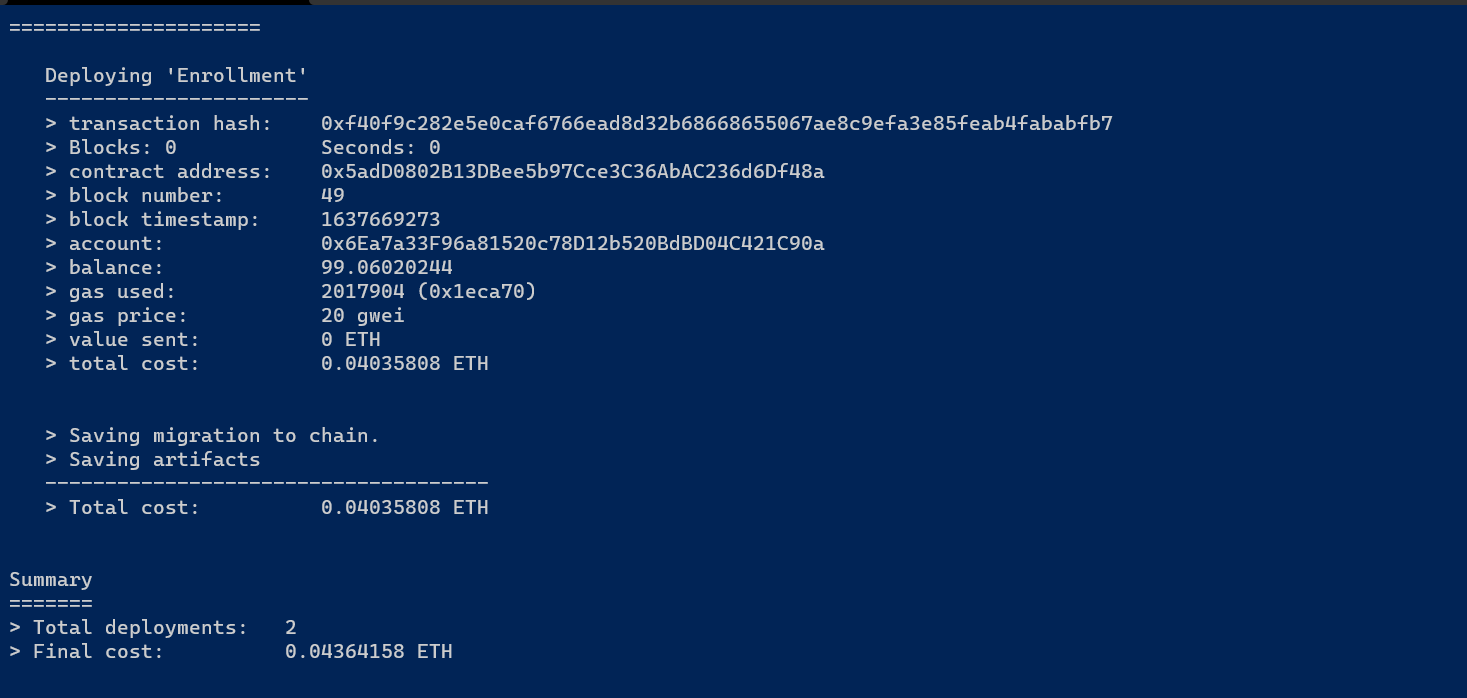 =====================
Deploying 'Enrollment'
----------------------
> transaction hash:    0xf40f9c282e5e0caf6766ead8d32b68668655067ae8c9efa3e85feab4fababfb7
> Blocks: 0            Seconds: 0
> contract address:    0x5adD0802B13DBee5b97Cce3C36AbAC236d6Df48a
> block number:        49
> block timestamp:     1637669273
> account:             0x6Ea7a33F96a81520c78D12b520BdBD04C421C90a
> balance:             99.06020244
> gas used:            2017904 (0x1eca70)
> gas price:           20 gwei
> value sent:          0 ETH
> total cost:          0.04035808 ETH
> Saving migration to chain.
> Saving artifacts
-------------------------------------
> Total cost:          0.04035808 ETH
Summary
=======
> Total deployments:   2
> Final cost:          0.04364158 ETH